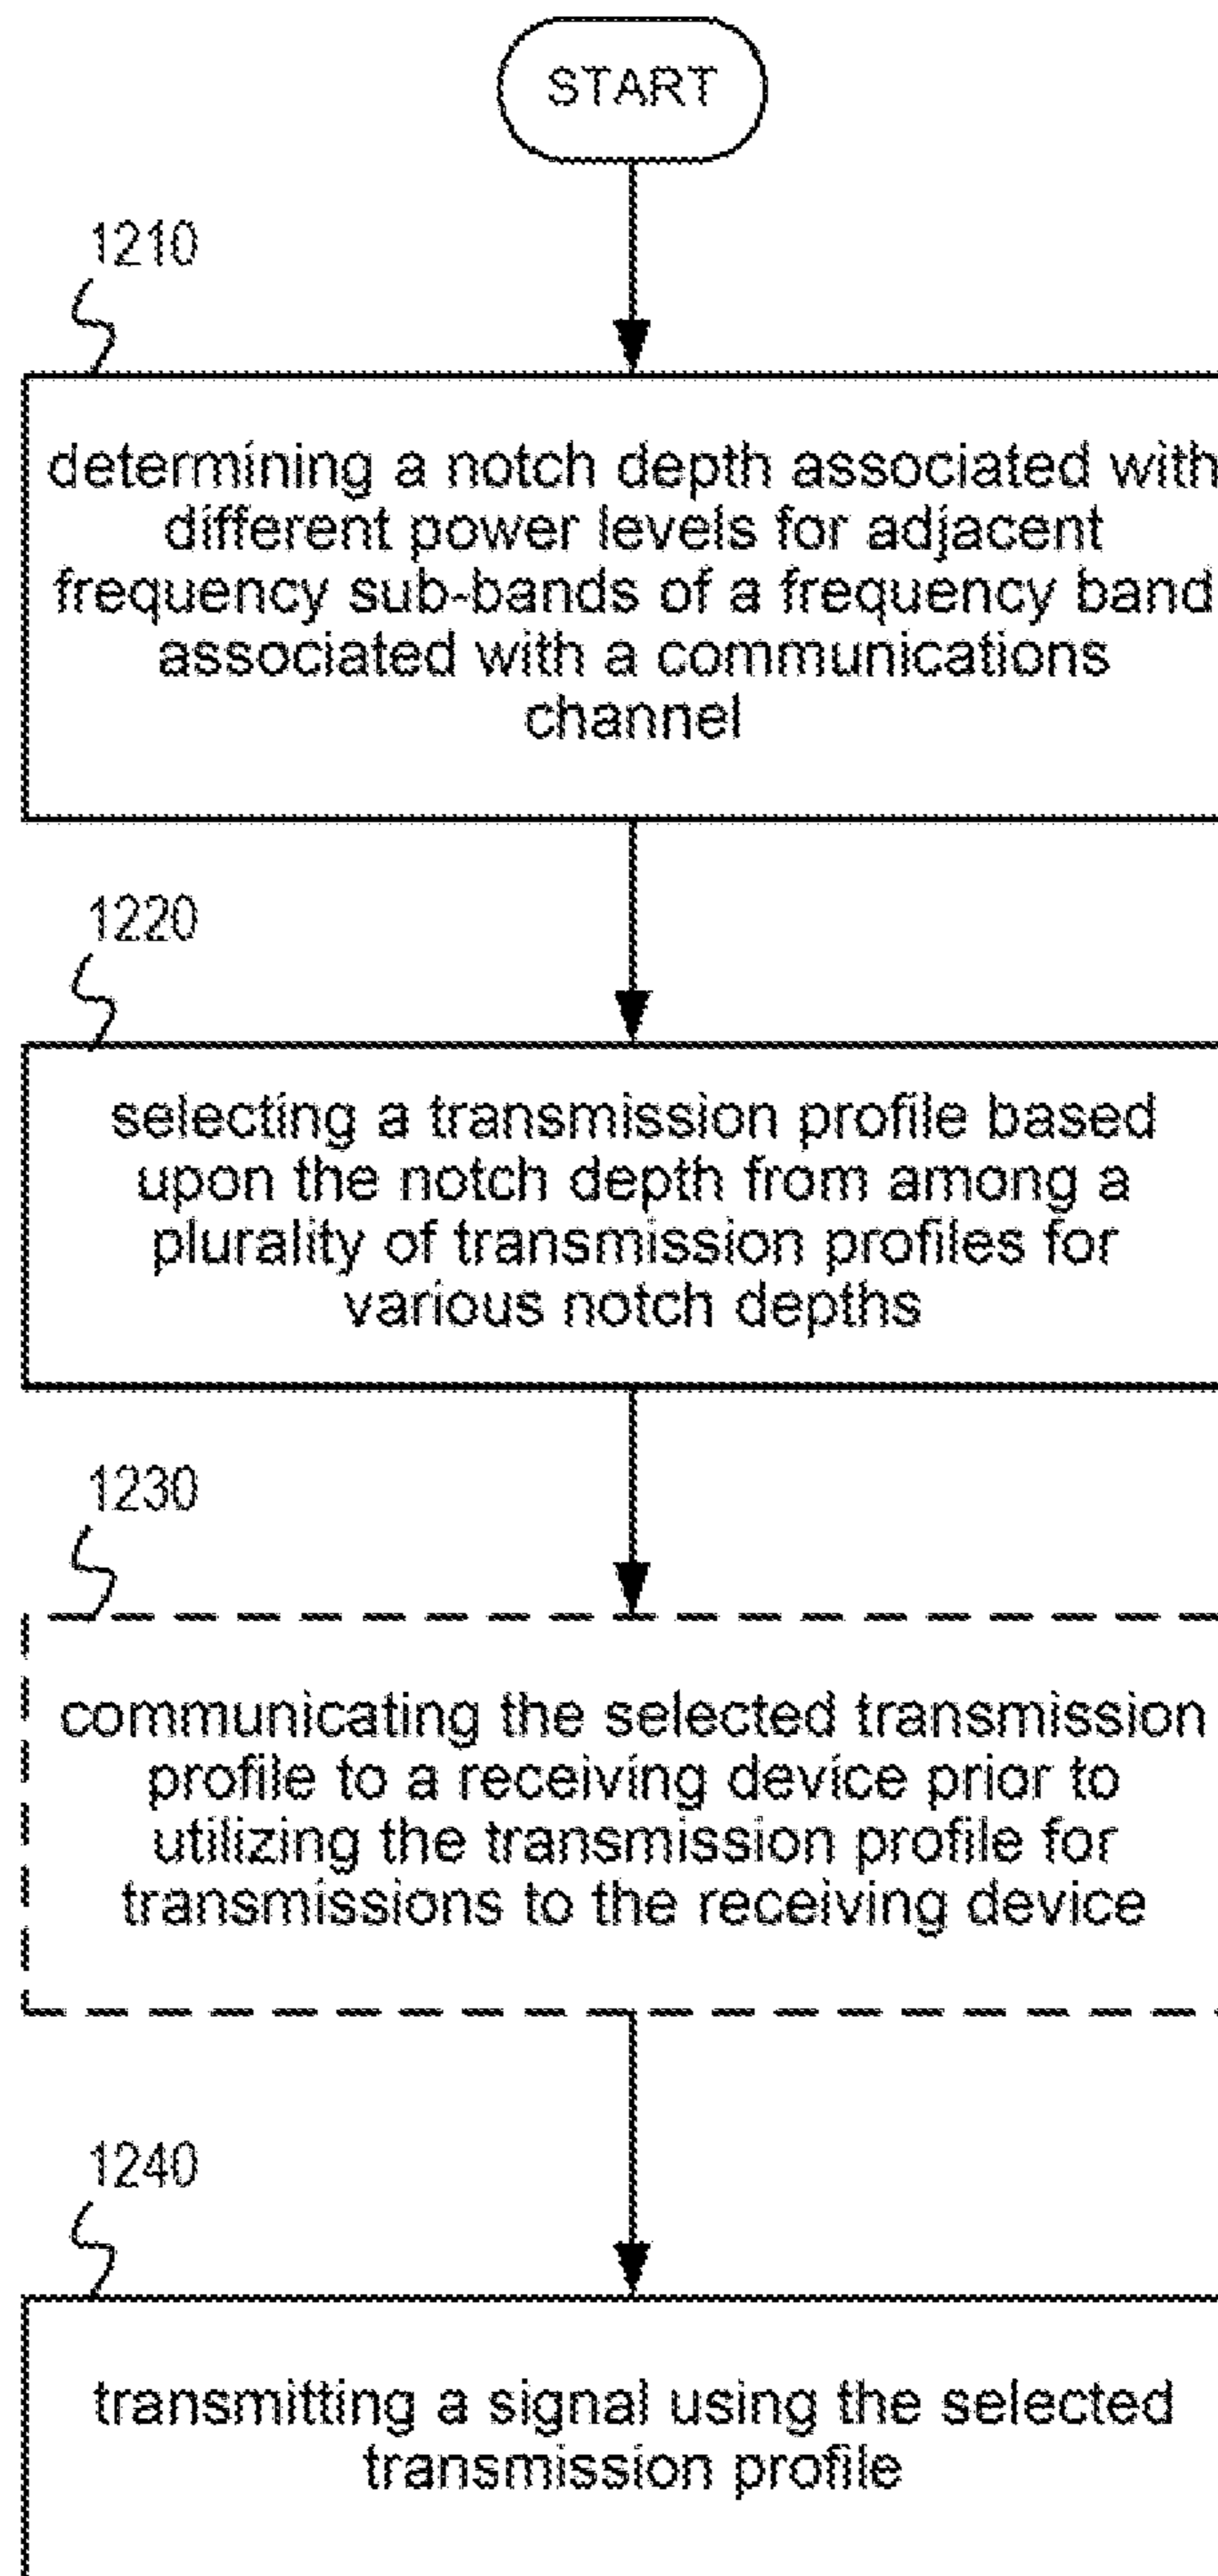 START
1210
determining a notch depth associated with
different power levels for adjacent
frequency sub-bands of a frequency band
associated with a communications
channel
1220
selecting a transmission profile based
upon the notch depth from among a
plurality of transmission profiles for
various notch depths
1230
communicating the selected transmission
profile to a receiving device prior to
utilizing the transmission profile for
transmissions to the receiving device
1240
transmitting a signal using the selected
transmission profile